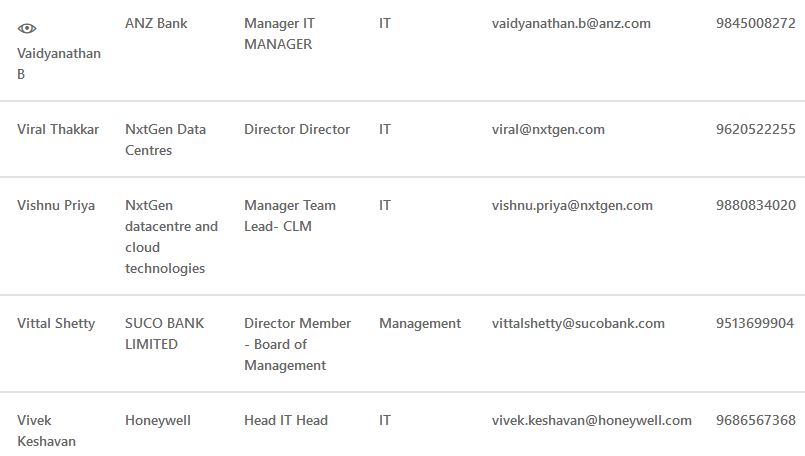 ANZ Bank Manager IT IT vaidyanathan.b@anz.com 9845008272
MANAGER
Vaidyanathan
B
Viral Thakkar NxtGen Data Director Director IT viral@nxtgen.com 9620522255
Centres
Vishnu Priya NxtGen Manager Team IT vishnu.priya@nxtgen.com 9880834020
datacentre and Lead- CLM
cloud
technologies
Vittal Shetty SUCO BANK Director Member Management vittalshetty@sucobank.com 9513699904
LIMITED - Board of
Management
Vivek Honeywell Head IT Head IT vivek.keshavan@honeywell.com 9686567368
Keshavan